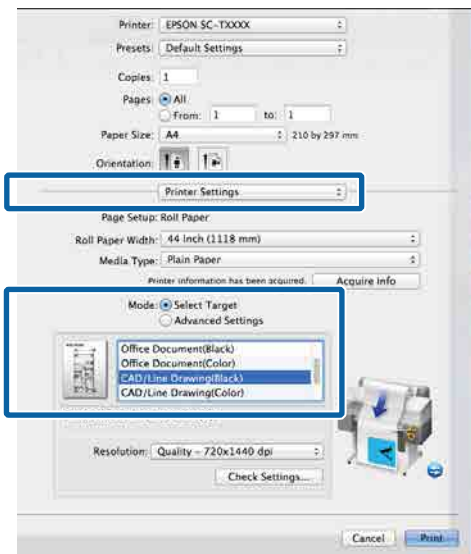 Printer: EPSON SC-TXXXX
Presets: Default Settings
Copies: 1
Pages: All
From: 1 to: 1
Paper Size: A4 210 by 297 mm
Orientation:
Printer Settings
Page Setup: Roll Paper
Roll Paper Width: 44 Inch (1118 mm)
Media Type: Plain Paper
Printer information has been acquired. Acquire Info
Mode: Select Target
Advanced Settings
Office Document(Black)
Office Document(Color)
CAD/Line Drawing(Black)
CAD/Line Drawing(Color)
Resolution: Quality - 720x1440 dpi
Check Settings...
Cancel Print